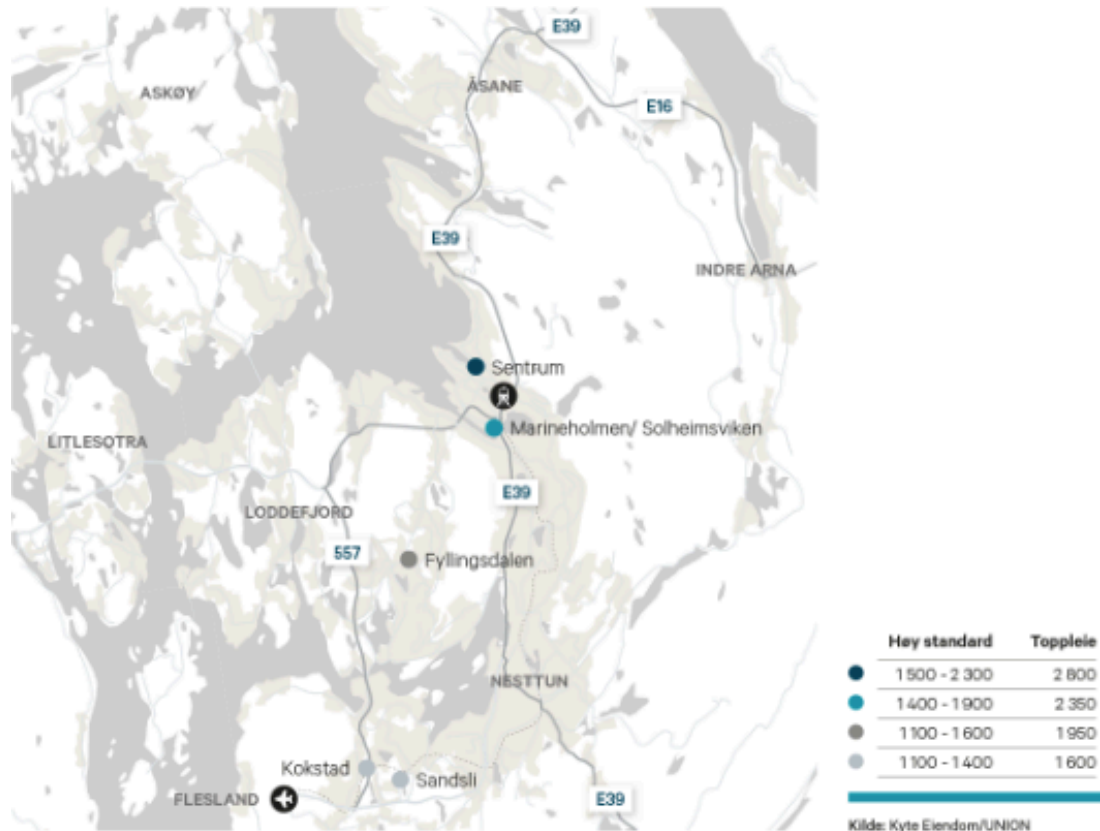 E39
ÅSANE
ASKØY
E16
E39
INDRE ARNA
Sentrum
Marineholmen/ Solheimsviken
LITLESOTRA
E39
LODDEFJORD
557
Fyllingsdalen
NESTTUN
Kokstad
Sandsli
FLESLAND
E39
Høy standard Toppleie
1 500 - 2 300 2 800
1 400 - 1 900 2 350
1 100 - 1 600 1 950
1 100 - 1 400 1 600
Kilde: Kyte Eiendom/UNION